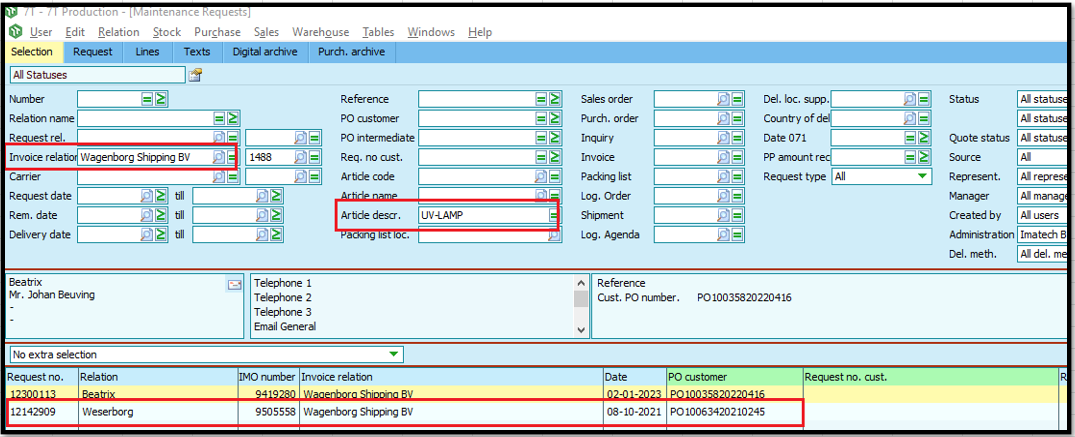 7T - 7T Production - [Maintenance Requests]
User Edit Relation Stock Purchase Sales Warehouse Tables Windows Help
Selection Request Lines Texts Digital archive Purch. archive
All Statuses
Number Reference Sales order Del. loc. supp. Status All statuse
Relation name PO customer Purch. order Country of del All statuse
Request rel. PO intermediate Inquiry Date 071 Quote status All statuse
Invoice relation Wagenborg Shipping BV 1488 Req. no cust. Invoice PP amount rec Source All
Carrier Article code Packing list Request type All Represent. All represe
Request date till Article name Log. Order Manager All manage
Rem. date till Article descr. UV-LAMP Shipment Created by All users
Delivery date till Packing list loc. Log. Agenda Administration Imatech B
Del. meth. All del. me
Beatrix Telephone 1 Reference
Mr. Johan Beuving Telephone 2 Cust. PO number. PO10035820220416
- Telephone 3
- Email General
No extra selection
Request no. Relation IMO number Invoice relation Date PO customer Request no. cust. R
12300113 Beatrix 9419280 Wagenborg Shipping BV 02-01-2023 PO10035820220416
12142909 Weserborg 9505558 Wagenborg Shipping BV 08-10-2021 PO10063420210245